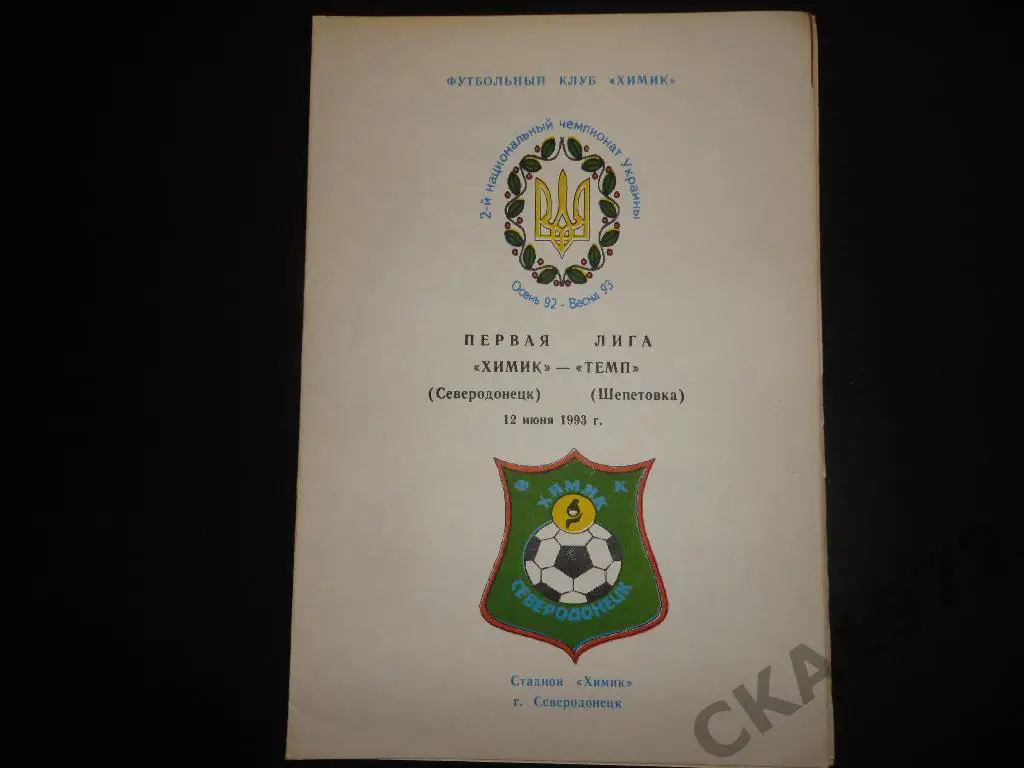 ФУТБОЛЬНЫЙ КЛУБ «ХИМИК»
2-й национальный чемпионат Украины
Осень 92 - Весна 93
ПЕРВАЯ ЛИГА
«ХИМИК» — «ТЕМП»
(Северодонецк) (Шепетовка)
12 июня 1993 г.
Ф К
ХИМИК
СЕВЕРОДОНЕЦК
Стадион «Химик»
г. Северодонецк